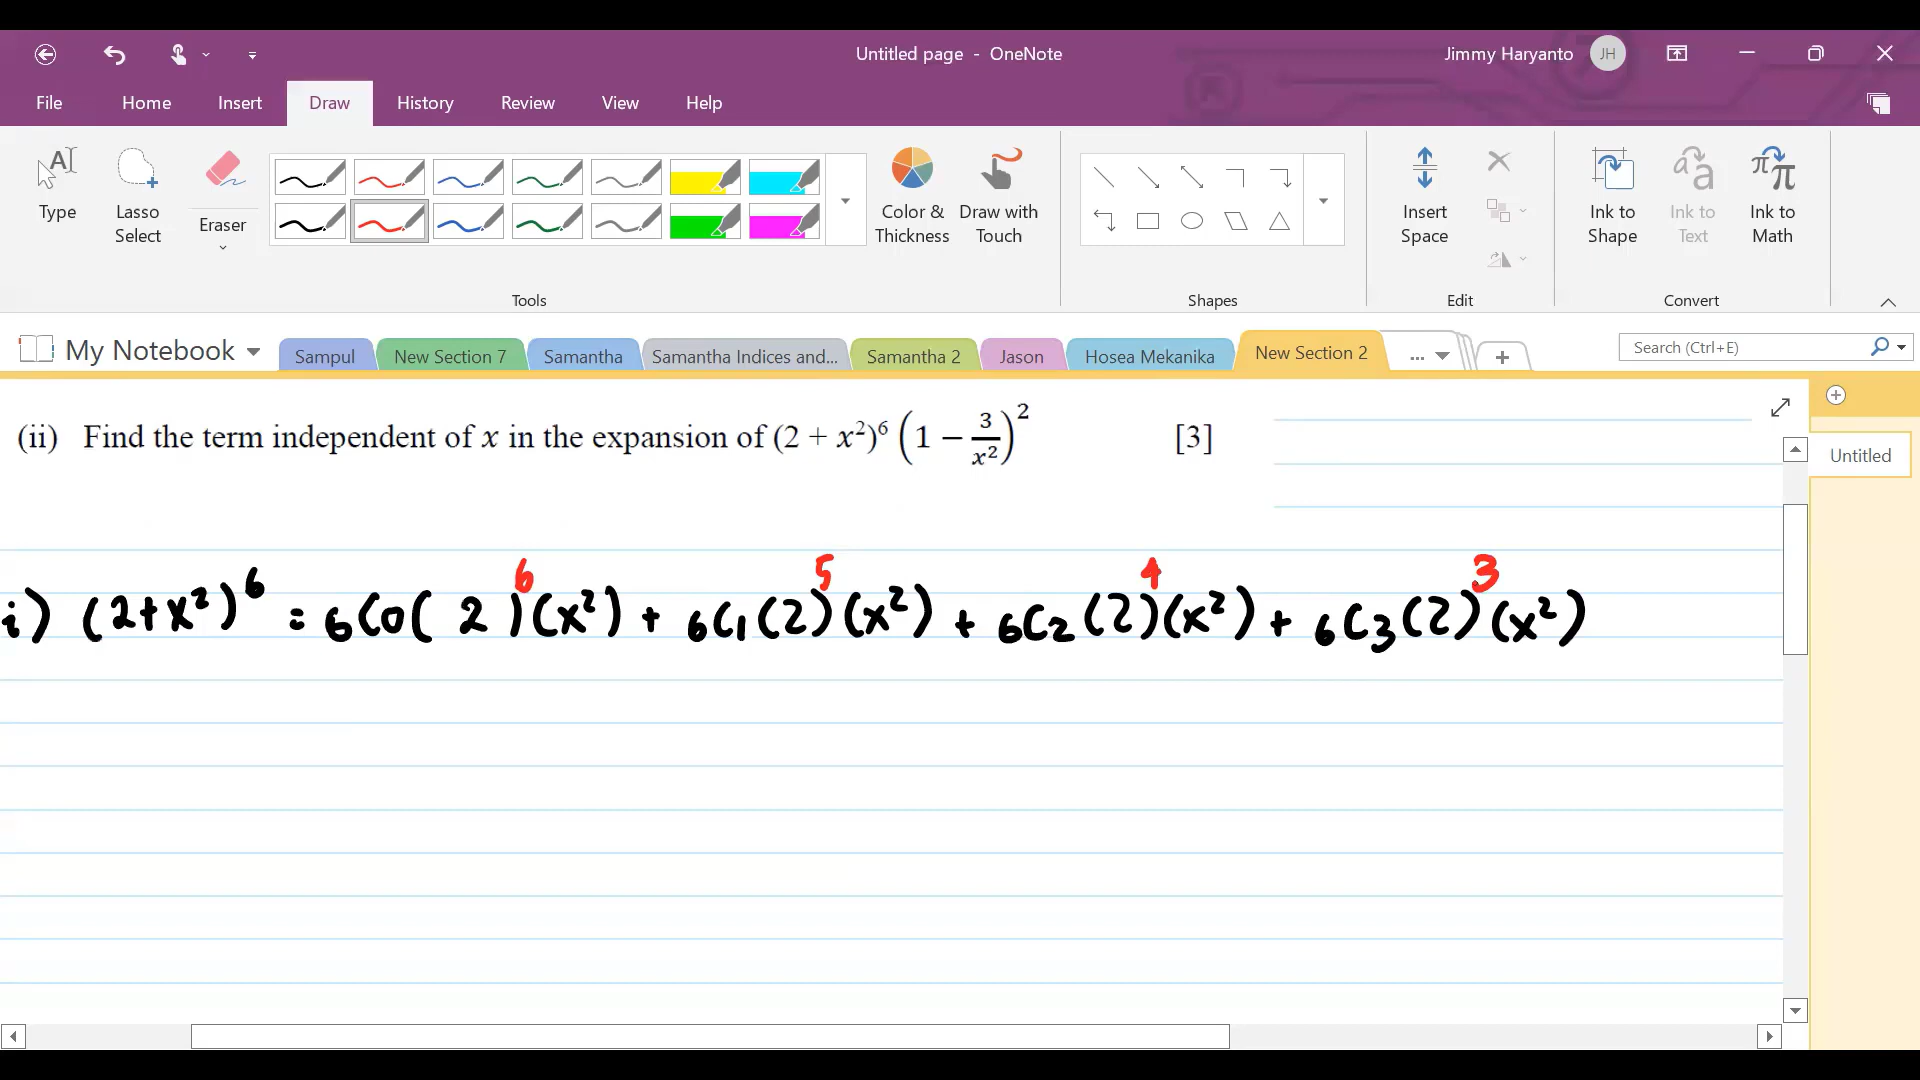 Untitled page - OneNote
Jimmy Haryanto JH
File Home Insert Draw History Review View Help
Type
Lasso Select
Eraser
Color & Thickness
Draw with Touch
Insert Space
Ink to Shape
Ink to Text
Ink to Math
Tools Shapes Edit Convert
My Notebook Sampul New Section 7 Samantha Samantha Indices and... Samantha 2 Jason Hosea Mekanika New Section 2 ... + Search (Ctrl+E)
(ii) Find the term independent of x in the expansion of (2 + x²)⁶ (1 − 3/x²)² [3]
Untitled
i) (2+x²)⁶ = 6C0(2)⁶(x²) + 6C1(2)⁵(x²) + 6C2(2)⁴(x²) + 6C3(2)³(x²)